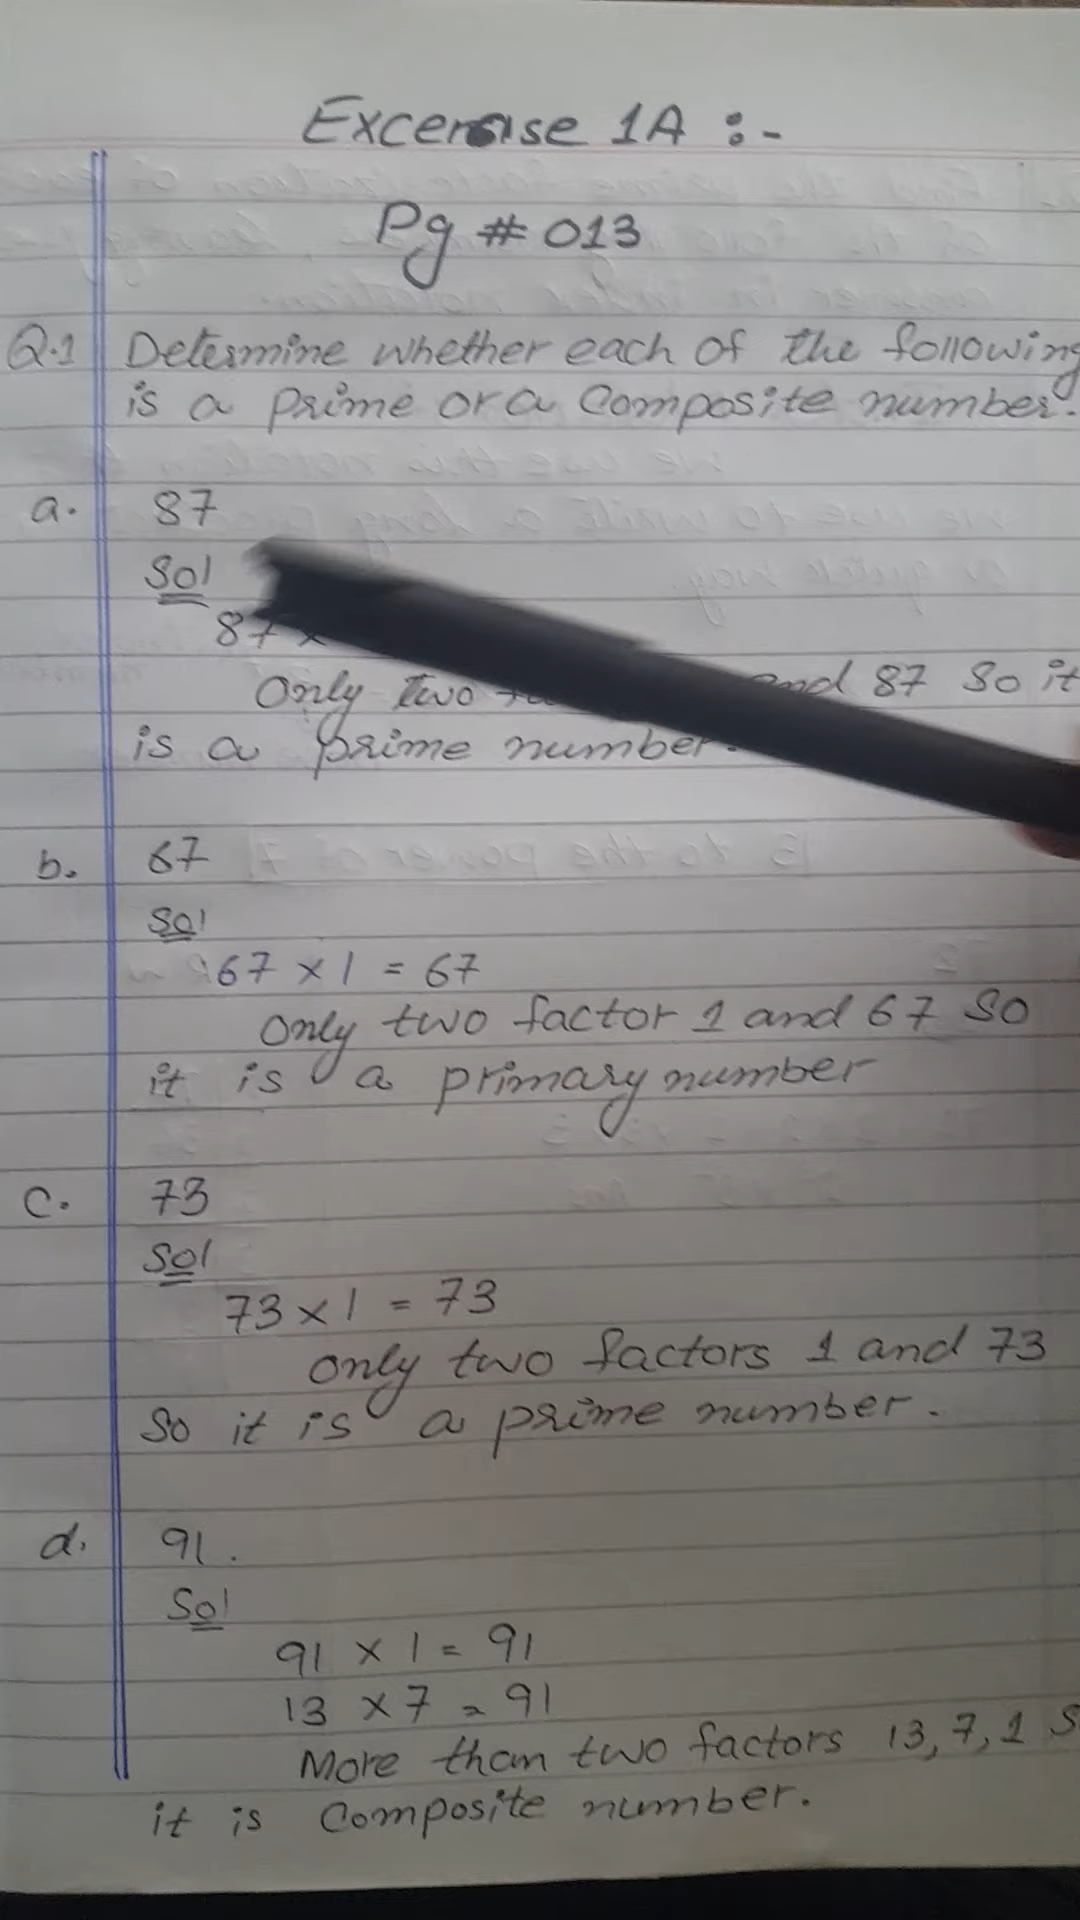 Excercise 1A :-
Pg # 013
Q.1 Determine whether each of the following
is a prime or a Composite number.
a. 87
Sol
87 x
Only two and 87 So it
is a prime number.
b. 67
Sol
67 x 1 = 67
Only two factor 1 and 67 So
it is a primary number
c. 73
Sol
73 x 1 = 73
only two factors 1 and 73
So it is a prime number.
d. 91.
Sol
91 x 1 = 91
13 x 7 = 91
More than two factors 13, 7, 1 S
it is Composite number.